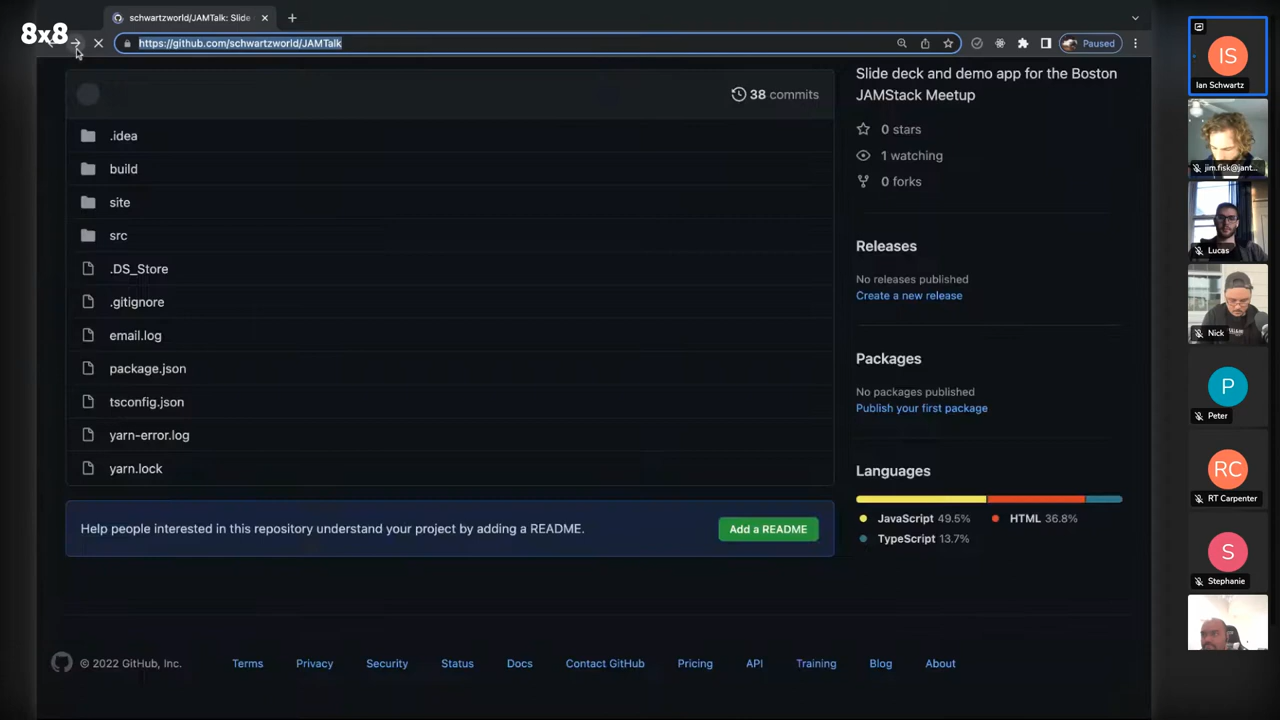 8x8
schwartzworld/JAMTalk: Slide
https://github.com/schwartzworld/JAMTalk
Paused
38 commits
.idea
build
site
src
.DS_Store
.gitignore
email.log
package.json
tsconfig.json
yarn-error.log
yarn.lock
Help people interested in this repository understand your project by adding a README.
Add a README
Slide deck and demo app for the Boston
JAMStack Meetup
0 stars
1 watching
0 forks
Releases
No releases published
Create a new release
Packages
No packages published
Publish your first package
Languages
JavaScript 49.5%
HTML 36.8%
TypeScript 13.7%
© 2022 GitHub, Inc.
Terms
Privacy
Security
Status
Docs
Contact GitHub
Pricing
API
Training
Blog
About
IS
Ian Schwartz
jim.fisk@jant...
Lucas
Nick
P
Peter
RC
RT Carpenter
S
Stephanie